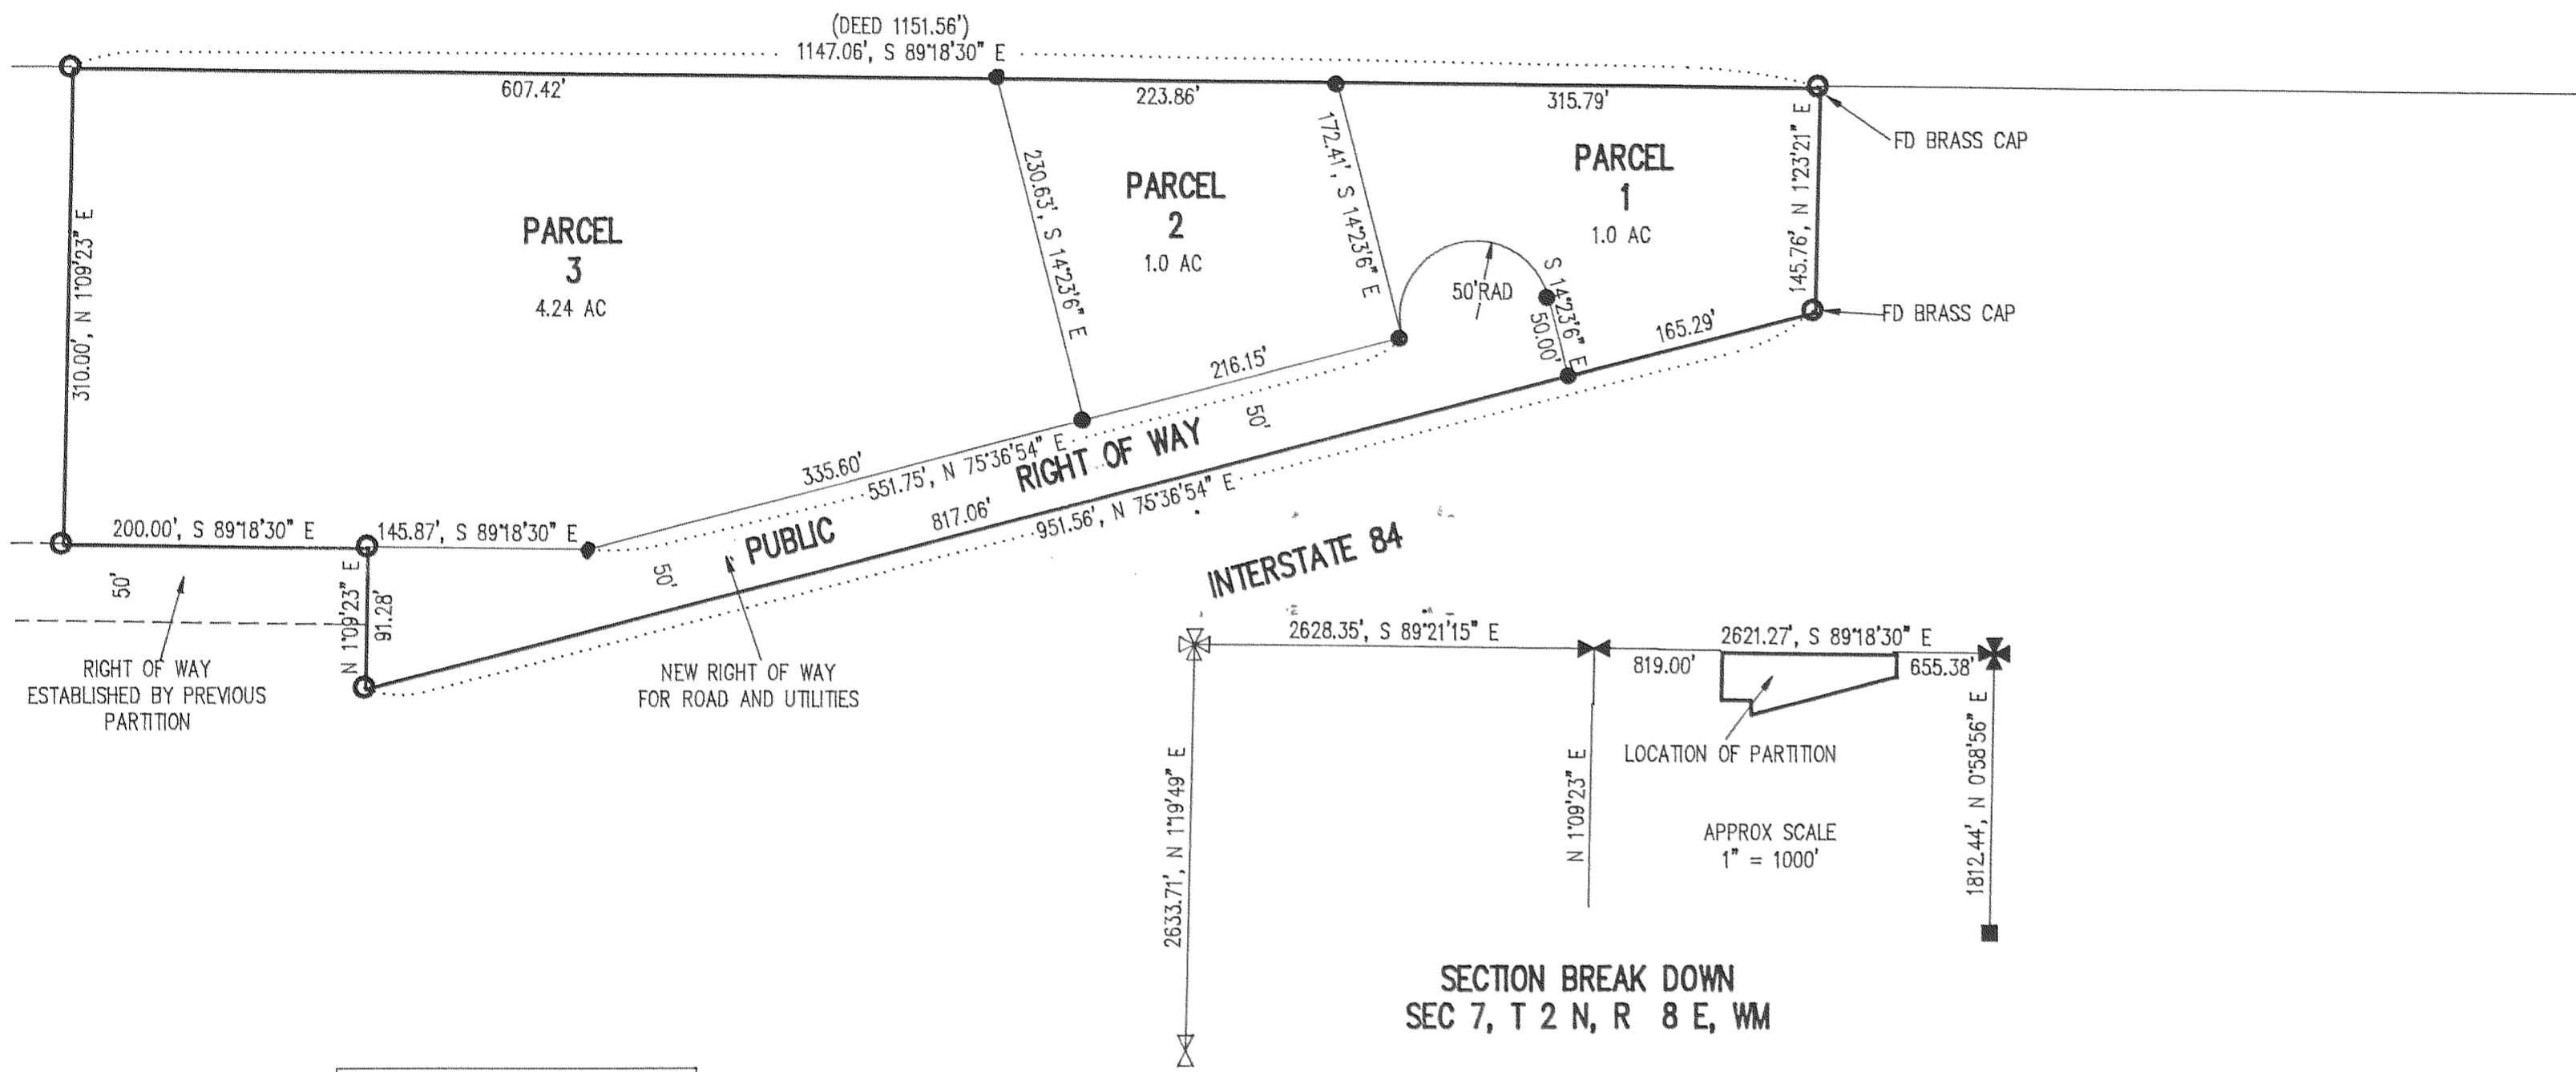 (DEED 1151.56')
1147.06', S 89°18'30" E
607.42'
223.86'
315.79'
FD BRASS CAP
310.00', N 1°09'23" E
PARCEL
3
4.24 AC
230.63', S 14°23'6" E
PARCEL
2
1.0 AC
172.41', S 14°23'6" E
PARCEL
1
1.0 AC
145.76', N 1°23'21" E
50'RAD
S 14°23'6" E
50.00'
165.29'
FD BRASS CAP
216.15'
50'
335.60'
551.75', N 75°36'54" E
PUBLIC RIGHT OF WAY
817.06'
951.56', N 75°36'54" E
50'
200.00', S 89°18'30" E
145.87', S 89°18'30" E
50'
N 1°09'23" E
91.28'
RIGHT OF WAY
ESTABLISHED BY PREVIOUS
PARTITION
NEW RIGHT OF WAY
FOR ROAD AND UTILITIES
INTERSTATE 84
2628.35', S 89°21'15" E
2621.27', S 89°18'30" E
819.00'
655.38'
LOCATION OF PARTITION
2633.71', N 1°19'49" E
N 1°09'23" E
APPROX SCALE
1" = 1000'
1812.44', N 0°58'56" E
SECTION BREAK DOWN
SEC 7, T 2 N, R 8 E, WM